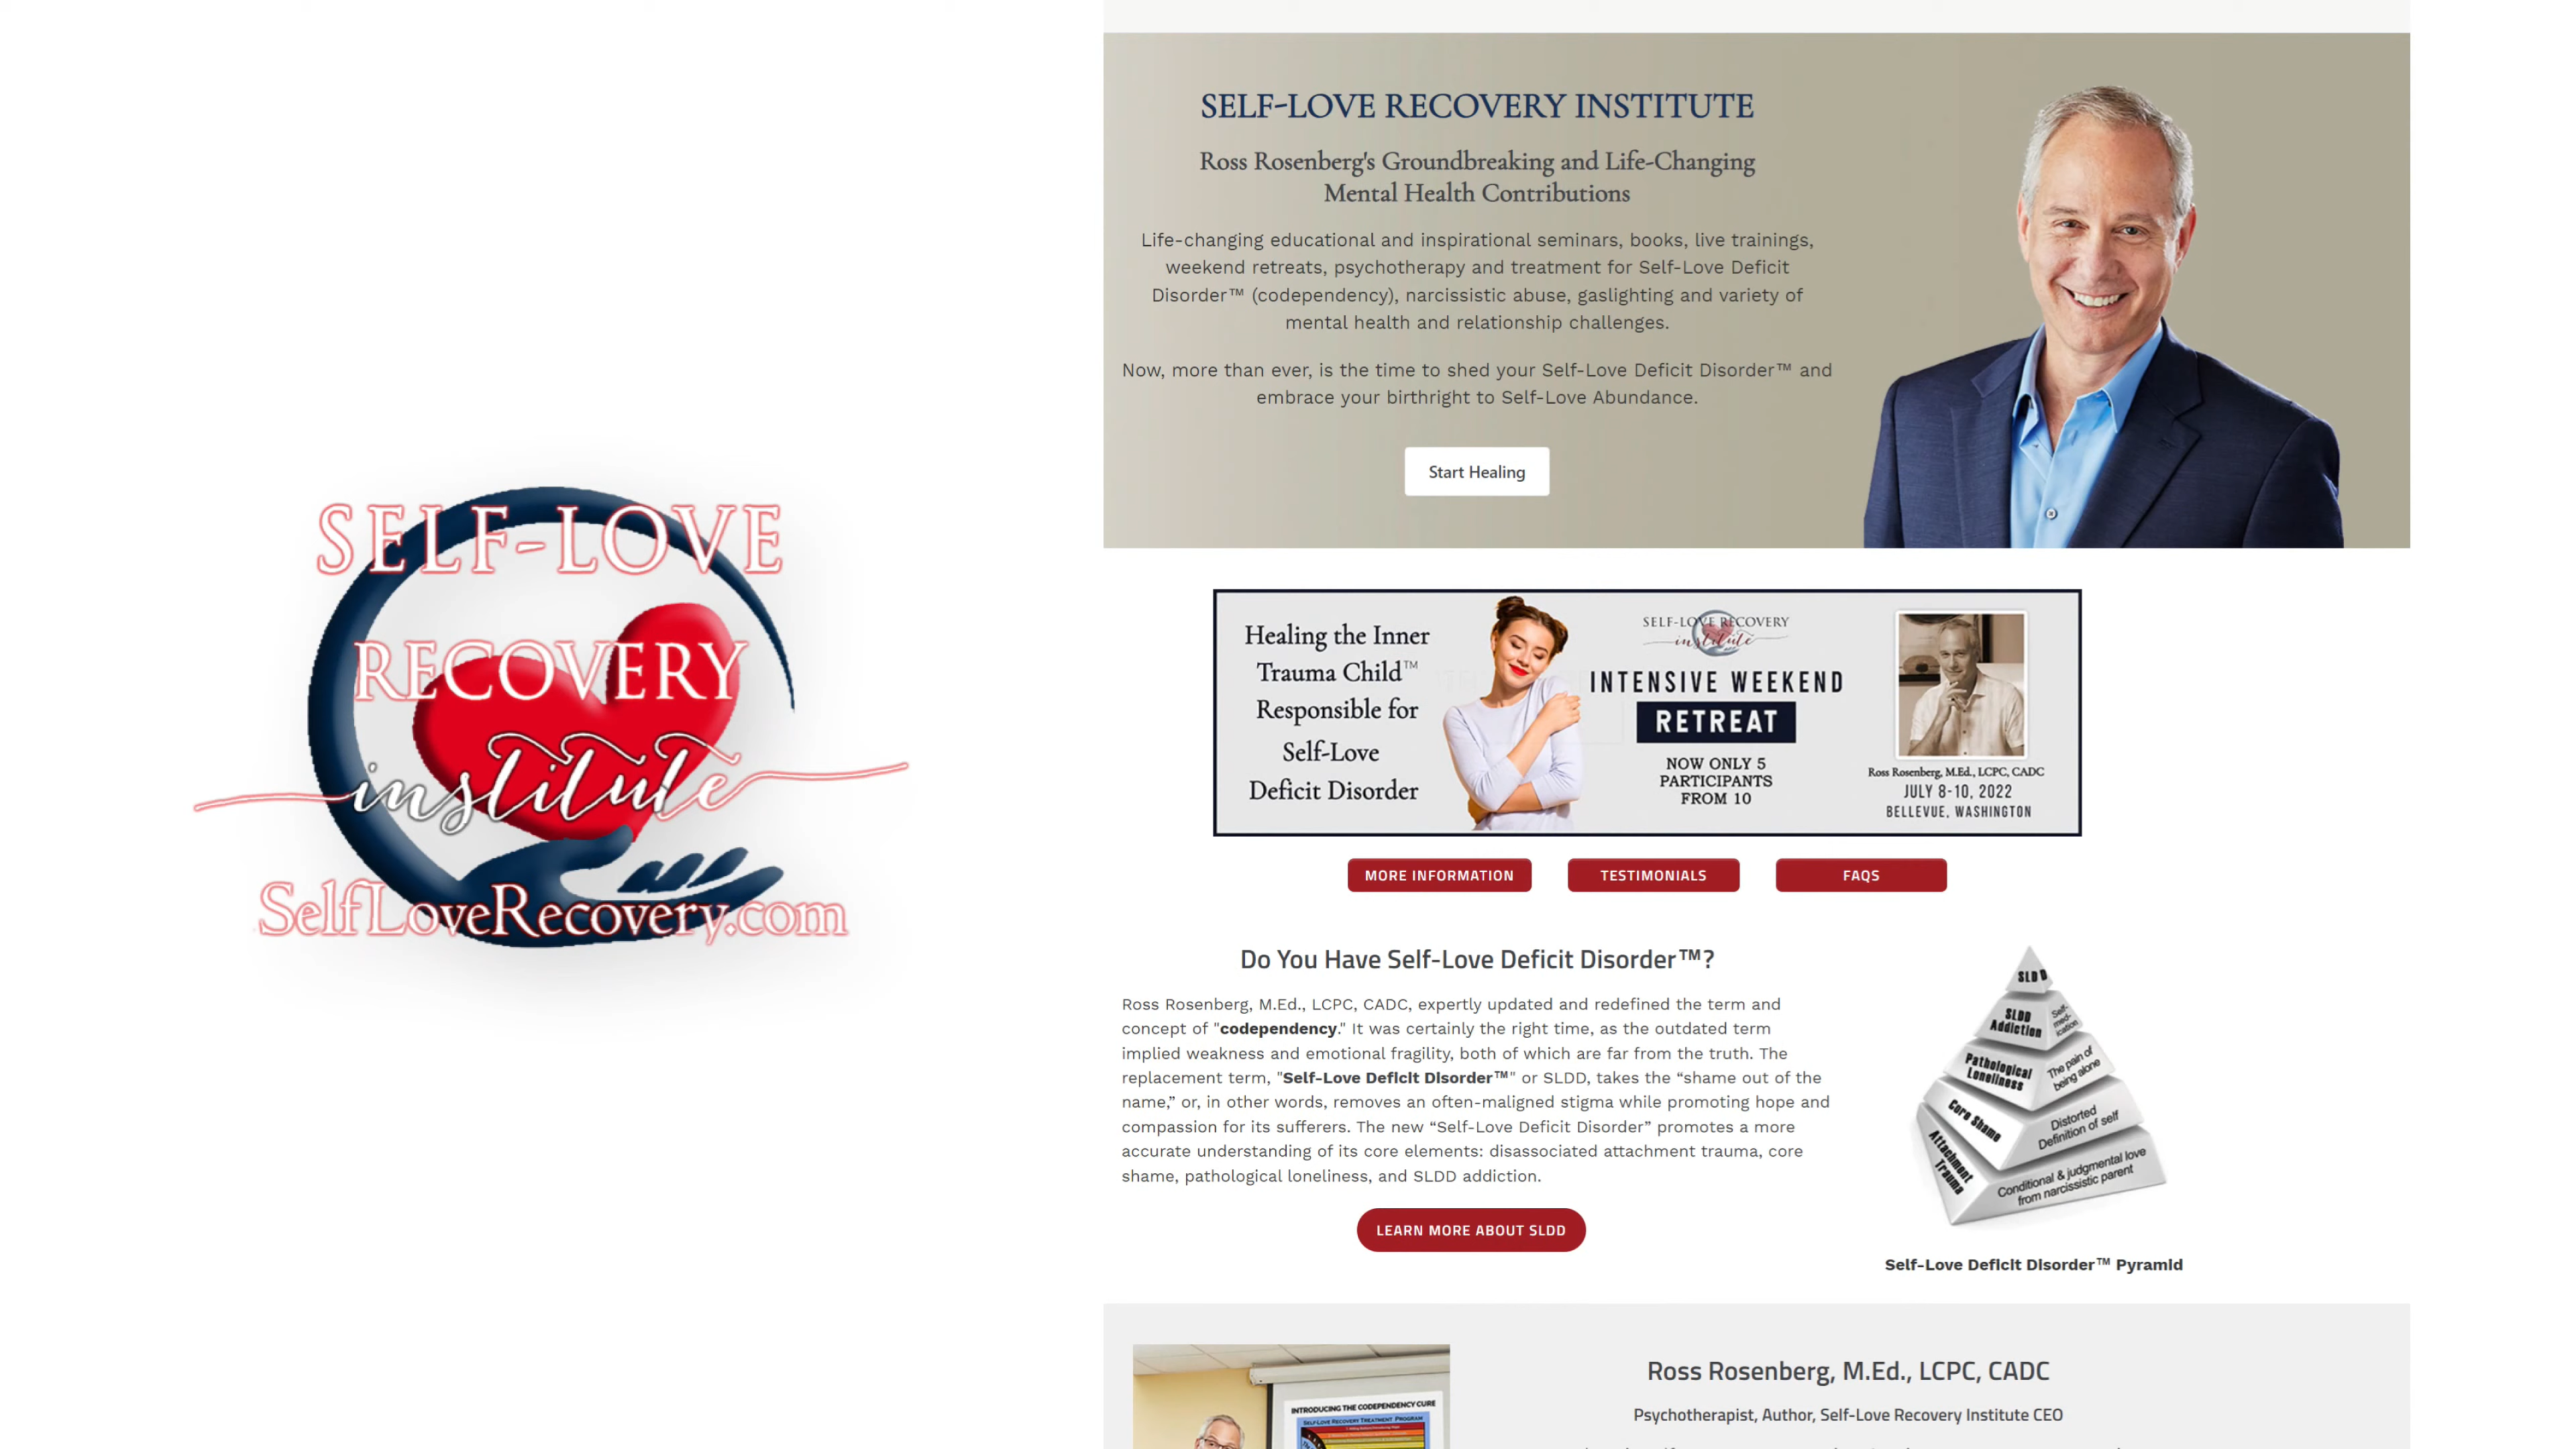 SELF-LOVE
RECOVERY
institute
SelfLoveRecovery.com
SELF-LOVE RECOVERY INSTITUTE
Ross Rosenberg's Groundbreaking and Life-Changing
Mental Health Contributions
Life-changing educational and inspirational seminars, books, live trainings,
weekend retreats, psychotherapy and treatment for Self-Love Deficit
Disorder™ (codependency), narcissistic abuse, gaslighting and variety of
mental health and relationship challenges.
Now, more than ever, is the time to shed your Self-Love Deficit Disorder™ and
embrace your birthright to Self-Love Abundance.
Start Healing
Healing the Inner
Trauma Child™
Responsible for
Self-Love
Deficit Disorder
SELF-LOVE RECOVERY
institute
INTENSIVE WEEKEND
RETREAT
NOW ONLY 5
PARTICIPANTS
FROM 10
Ross Rosenberg, M.Ed., LCPC, CADC
JULY 8-10, 2022
BELLEVUE, WASHINGTON
MORE INFORMATION
TESTIMONIALS
FAQS
Do You Have Self-Love Deficit Disorder™?
Ross Rosenberg, M.Ed., LCPC, CADC, expertly updated and redefined the term and
concept of "codependency." It was certainly the right time, as the outdated term
implied weakness and emotional fragility, both of which are far from the truth. The
replacement term, "Self-Love Deficit Disorder™" or SLDD, takes the “shame out of the
name,” or, in other words, removes an often-maligned stigma while promoting hope and
compassion for its sufferers. The new “Self-Love Deficit Disorder” promotes a more
accurate understanding of its core elements: disassociated attachment trauma, core
shame, pathological loneliness, and SLDD addiction.
LEARN MORE ABOUT SLDD
SLDD
SLDD
Addiction
Self-
med-
ication
Pathological
Loneliness
The pain of
being alone
Core Shame
Distorted
Definition of self
Attachment
Trauma
Conditional & judgmental love
from narcissistic parent
Self-Love Deficit Disorder™ Pyramid
INTRODUCING THE CODEPENDENCY CURE
SELF-LOVE RECOVERY TREATMENT PROGRAM
Ross Rosenberg, M.Ed., LCPC, CADC
Psychotherapist, Author, Self-Love Recovery Institute CEO